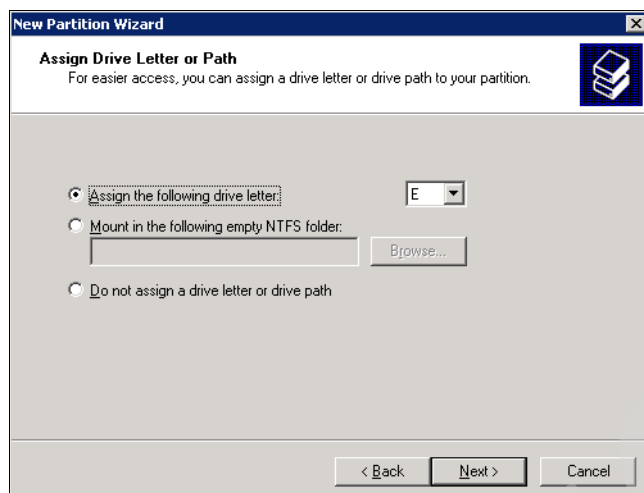 New Partition Wizard
Assign Drive Letter or Path
For easier access, you can assign a drive letter or drive path to your partition.
Assign the following drive letter: E
Mount in the following empty NTFS folder:
Browse...
Do not assign a drive letter or drive path
< Back Next > Cancel